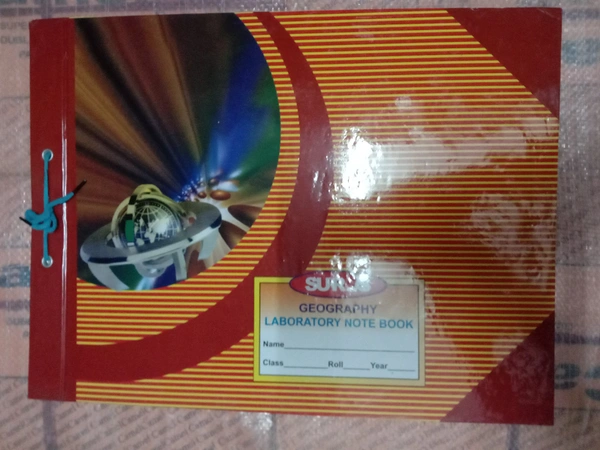 GEOGRAPHY
LABORATORY NOTE BOOK
Name
Class Roll Year